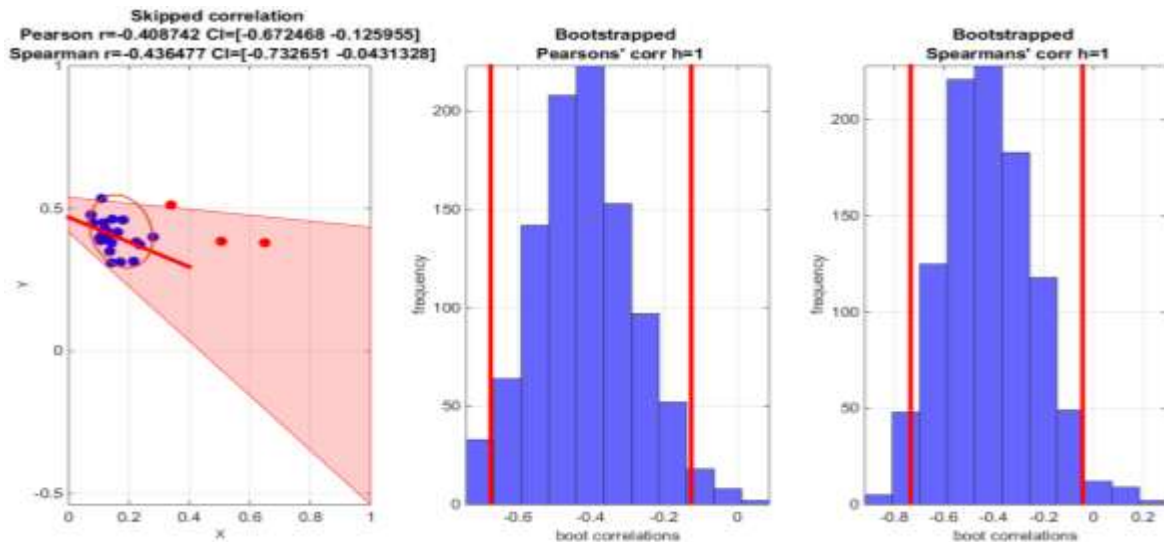 Skipped correlation
Pearson r=-0.408742 CI=[-0.672468 -0.125955]
Spearman r=-0.436477 CI=[-0.732651 -0.0431328]
1
0.5
0
-0.5
Y
0 0.2 0.4 0.6 0.8 1
X
Bootstrapped
Pearsons' corr h=1
200
150
100
50
0
frequency
-0.6 -0.4 -0.2 0
boot correlations
Bootstrapped
Spearmans' corr h=1
200
150
100
50
0
frequency
-0.8 -0.6 -0.4 -0.2 0 0.2
boot correlations